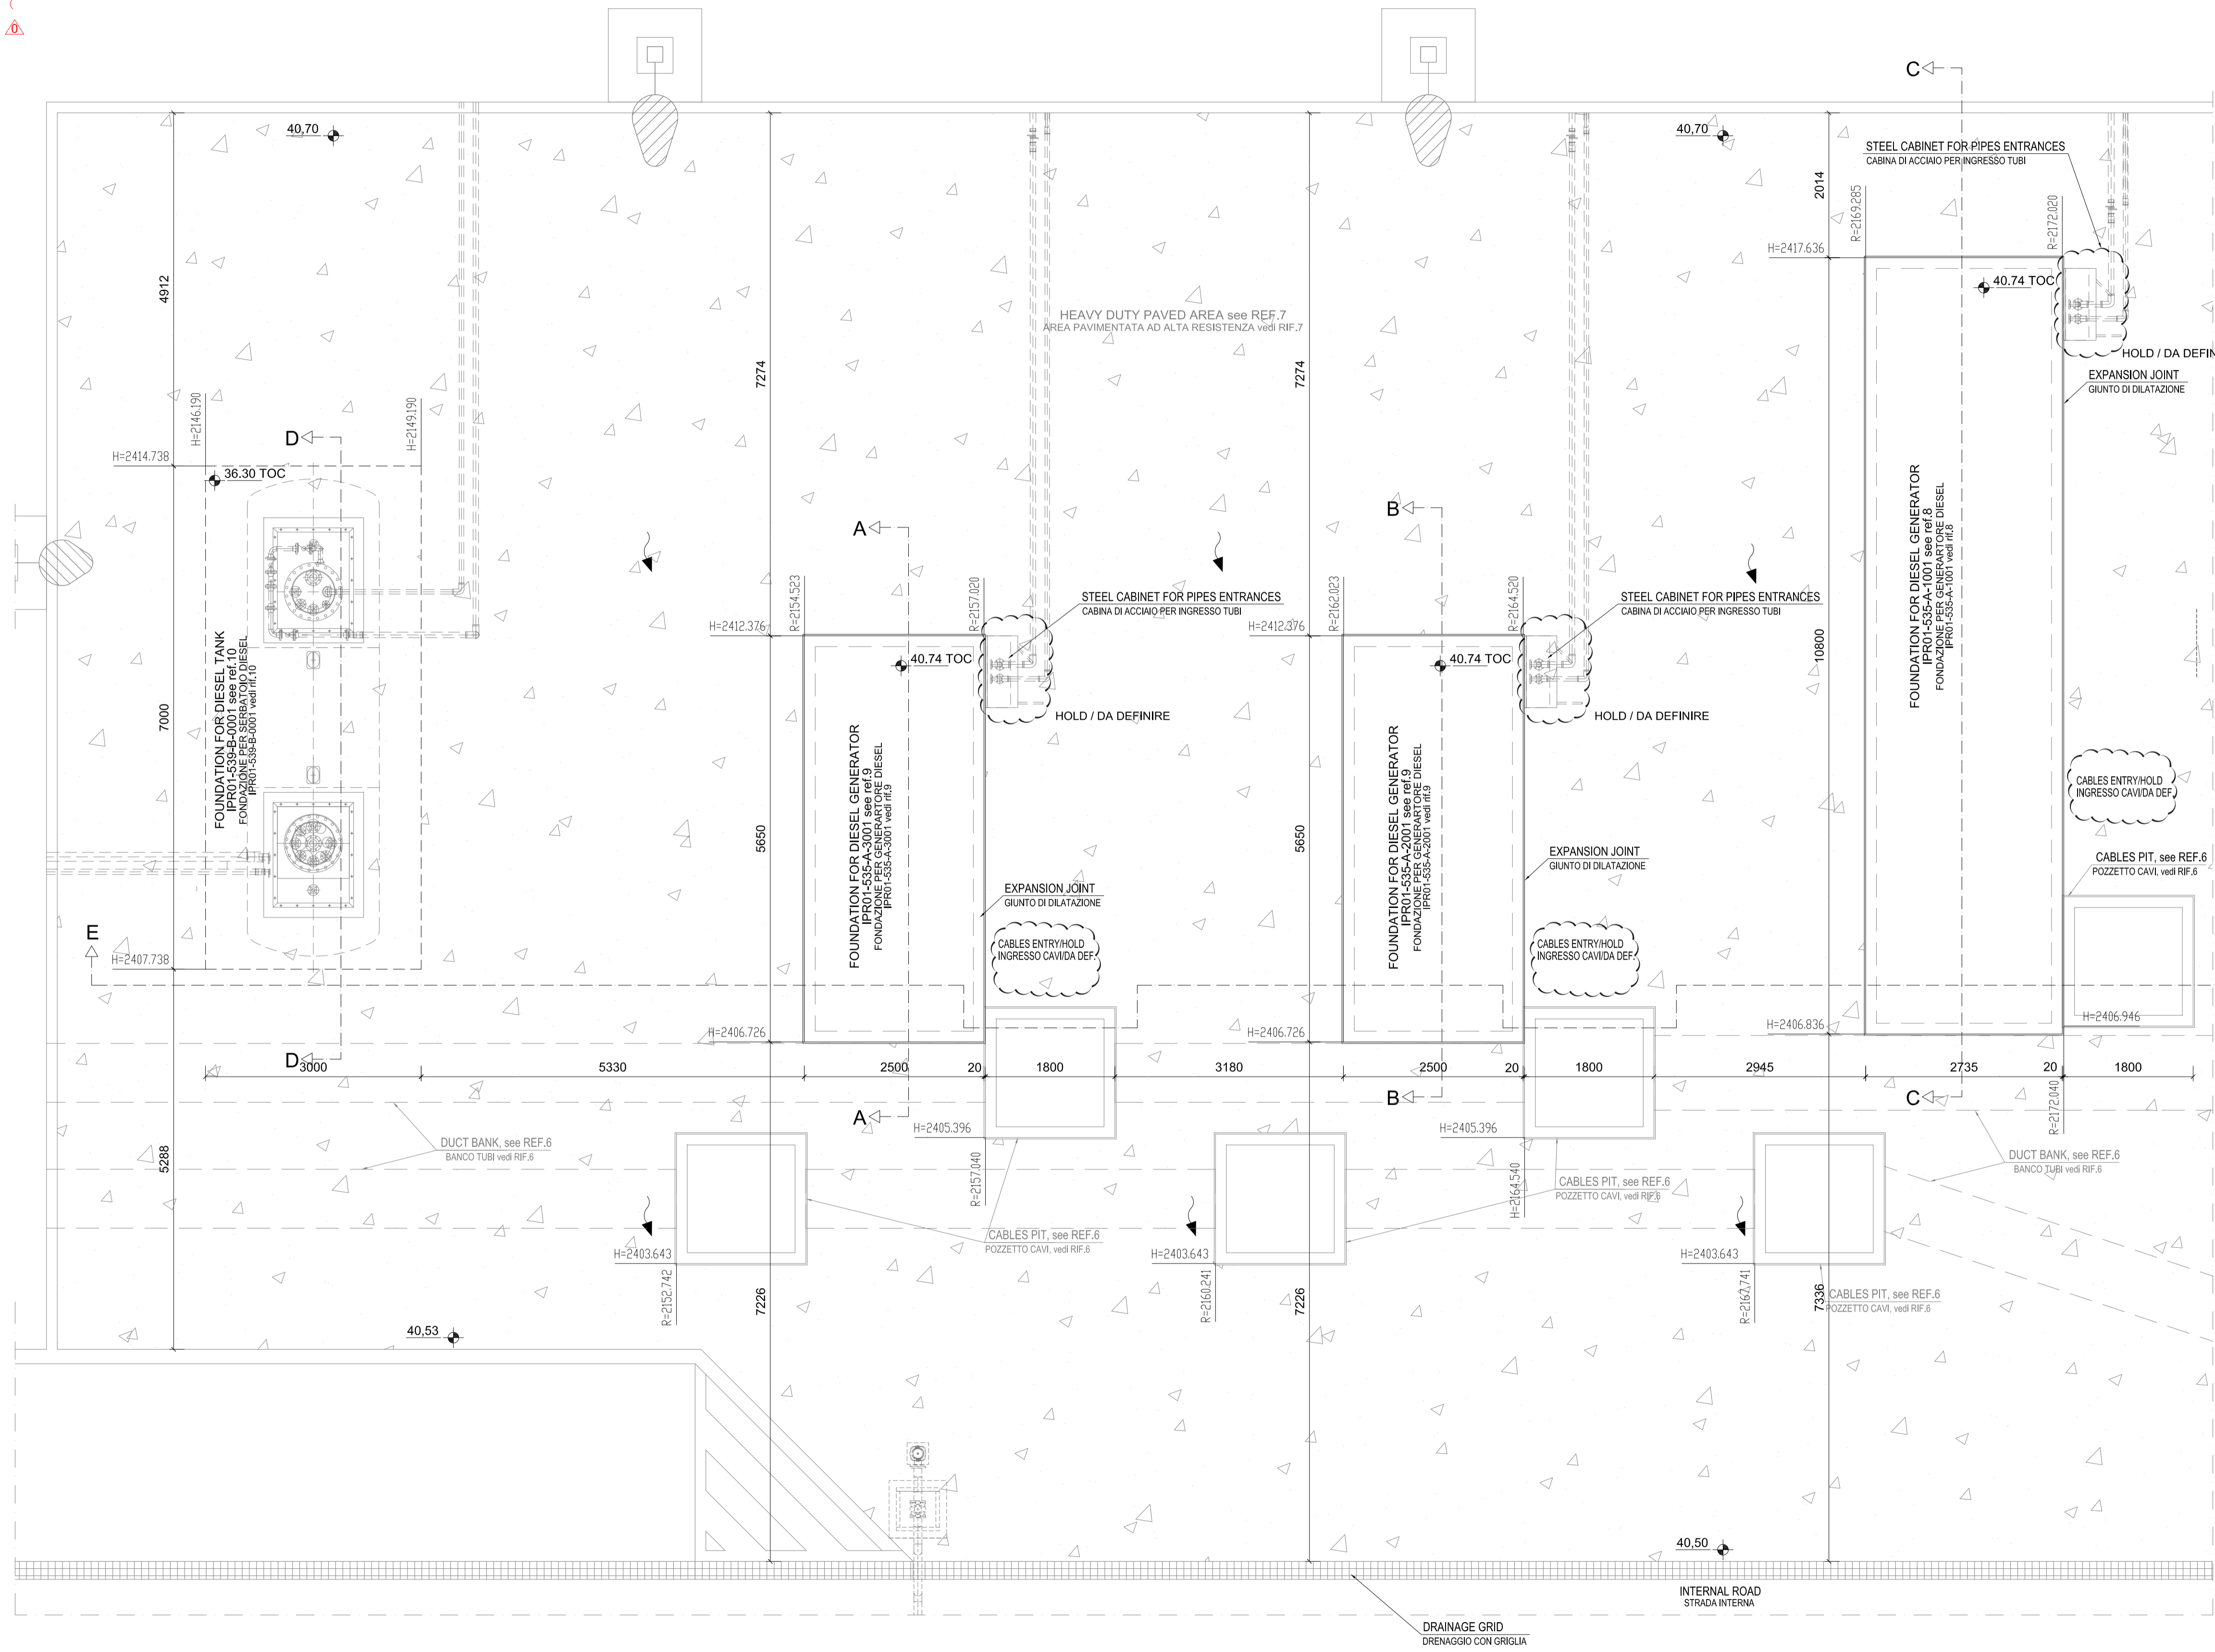 0
C
40,70
40,70
STEEL CABINET FOR PIPES ENTRANCES
CABINA DI ACCIAIO PER INGRESSO TUBI
2014
R=2169.285
R=2172.020
H=2417.636
40.74 TOC
4912
HEAVY DUTY PAVED AREA see REF.7
AREA PAVIMENTATA AD ALTA RESISTENZA vedi RIF.7
7274
7274
HOLD / DA DEFIN
EXPANSION JOINT
GIUNTO DI DILATAZIONE
H=2146.190
H=2149.190
D
H=2414.738
36.30 TOC
A
B
FOUNDATION FOR DIESEL GENERATOR
IPR01-535-A-1001 see ref.8
FONDAZIONE PER GENERARTORE DIESEL
IPR01-535-A-1001 vedi rif.8
R=2154.523
R=2157.020
STEEL CABINET FOR PIPES ENTRANCES
CABINA DI ACCIAIO PER INGRESSO TUBI
R=2162.023
R=2164.520
STEEL CABINET FOR PIPES ENTRANCES
CABINA DI ACCIAIO PER INGRESSO TUBI
H=2412.376
H=2412.376
40.74 TOC
40.74 TOC
10800
HOLD / DA DEFINIRE
HOLD / DA DEFINIRE
7000
FOUNDATION FOR DIESEL TANK
IPR01-539-B-0001 see ref.10
FONDAZIONE PER SERBATOIO DIESEL
IPR01-539-B-0001 vedi rif.10
FOUNDATION FOR DIESEL GENERATOR
IPR01-535-A-3001 see ref.9
FONDAZIONE PER GENERARTORE DIESEL
IPR01-535-A-3001 vedi rif.9
FOUNDATION FOR DIESEL GENERATOR
IPR01-535-A-2001 see ref.9
FONDAZIONE PER GENERARTORE DIESEL
IPR01-535-A-2001 vedi rif.9
CABLES ENTRY/HOLD
INGRESSO CAVI/DA DEF.
5650
5650
EXPANSION JOINT
GIUNTO DI DILATAZIONE
CABLES PIT, see REF.6
POZZETTO CAVI, vedi RIF.6
EXPANSION JOINT
GIUNTO DI DILATAZIONE
E
CABLES ENTRY/HOLD
INGRESSO CAVI/DA DEF.
CABLES ENTRY/HOLD
INGRESSO CAVI/DA DEF.
H=2407.738
H=2406.726
H=2406.726
H=2406.836
H=2406.946
D
3000
5330
2500
20
1800
3180
2500
20
1800
2945
2735
20
1800
A
B
C
H=2405.396
H=2405.396
R=2172.040
DUCT BANK, see REF.6
BANCO TUBI vedi RIF.6
5288
R=2157.040
H=2164.540
DUCT BANK, see REF.6
BANCO TUBI vedi RIF.6
CABLES PIT, see REF.6
POZZETTO CAVI, vedi RIF.6
CABLES PIT, see REF.6
POZZETTO CAVI, vedi RIF.6
H=2403.643
H=2403.643
H=2403.643
R=2152.742
R=2160.241
R=2167.741
7226
7226
7336
CABLES PIT, see REF.6
POZZETTO CAVI, vedi RIF.6
40,53
40,50
INTERNAL ROAD
STRADA INTERNA
DRAINAGE GRID
DRENAGGIO CON GRIGLIA